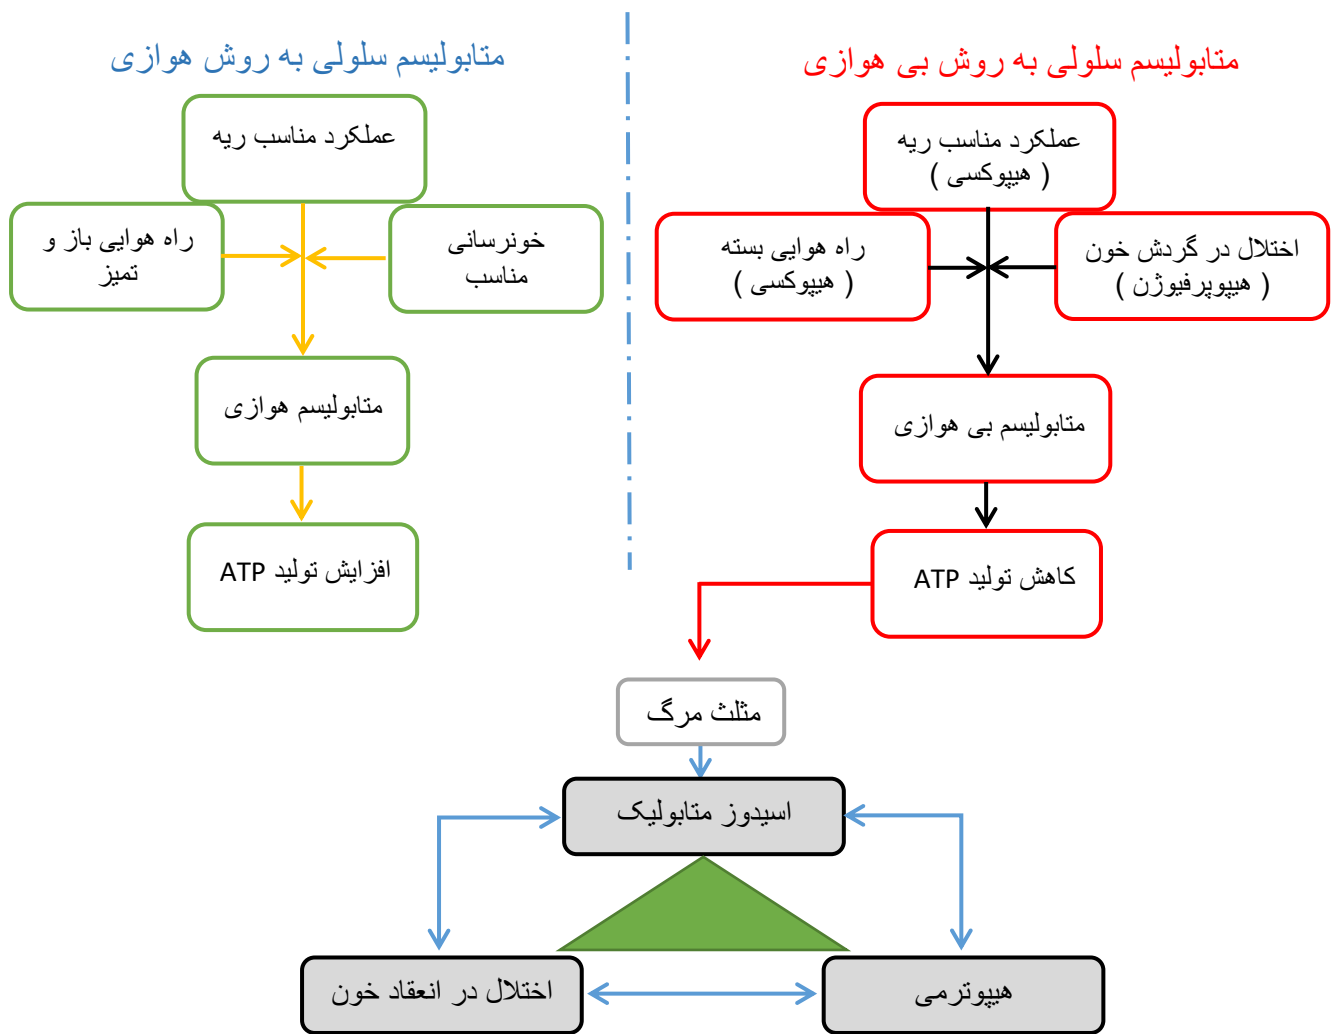 متابولیسم سلولی به روش بی هوازی
عملکرد مناسب ریه
( هیپوکسی )
اختلال در گردش خون
( هیپوپرفیوژن )
راه هوایی بسته
( هیپوکسی )
متابولیسم بی هوازی
کاهش تولید ATP
متابولیسم سلولی به روش هوازی
عملکرد مناسب ریه
خونرسانی
مناسب
راه هوایی باز و
تمیز
متابولیسم هوازی
افزایش تولید ATP
مثلث مرگ
اسیدوز متابولیک
هیپوترمی
اختلال در انعقاد خون